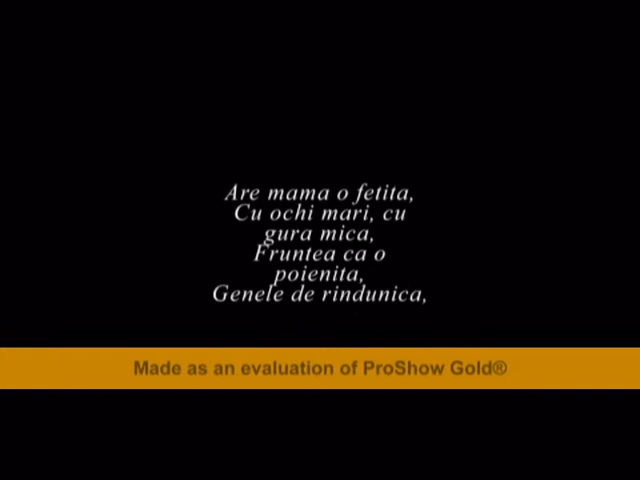 Are mama o fetita,
Cu ochi mari, cu
gura mica,
Fruntea ca o
poienita,
Genele de rindunica,
Made as an evaluation of ProShow Gold®